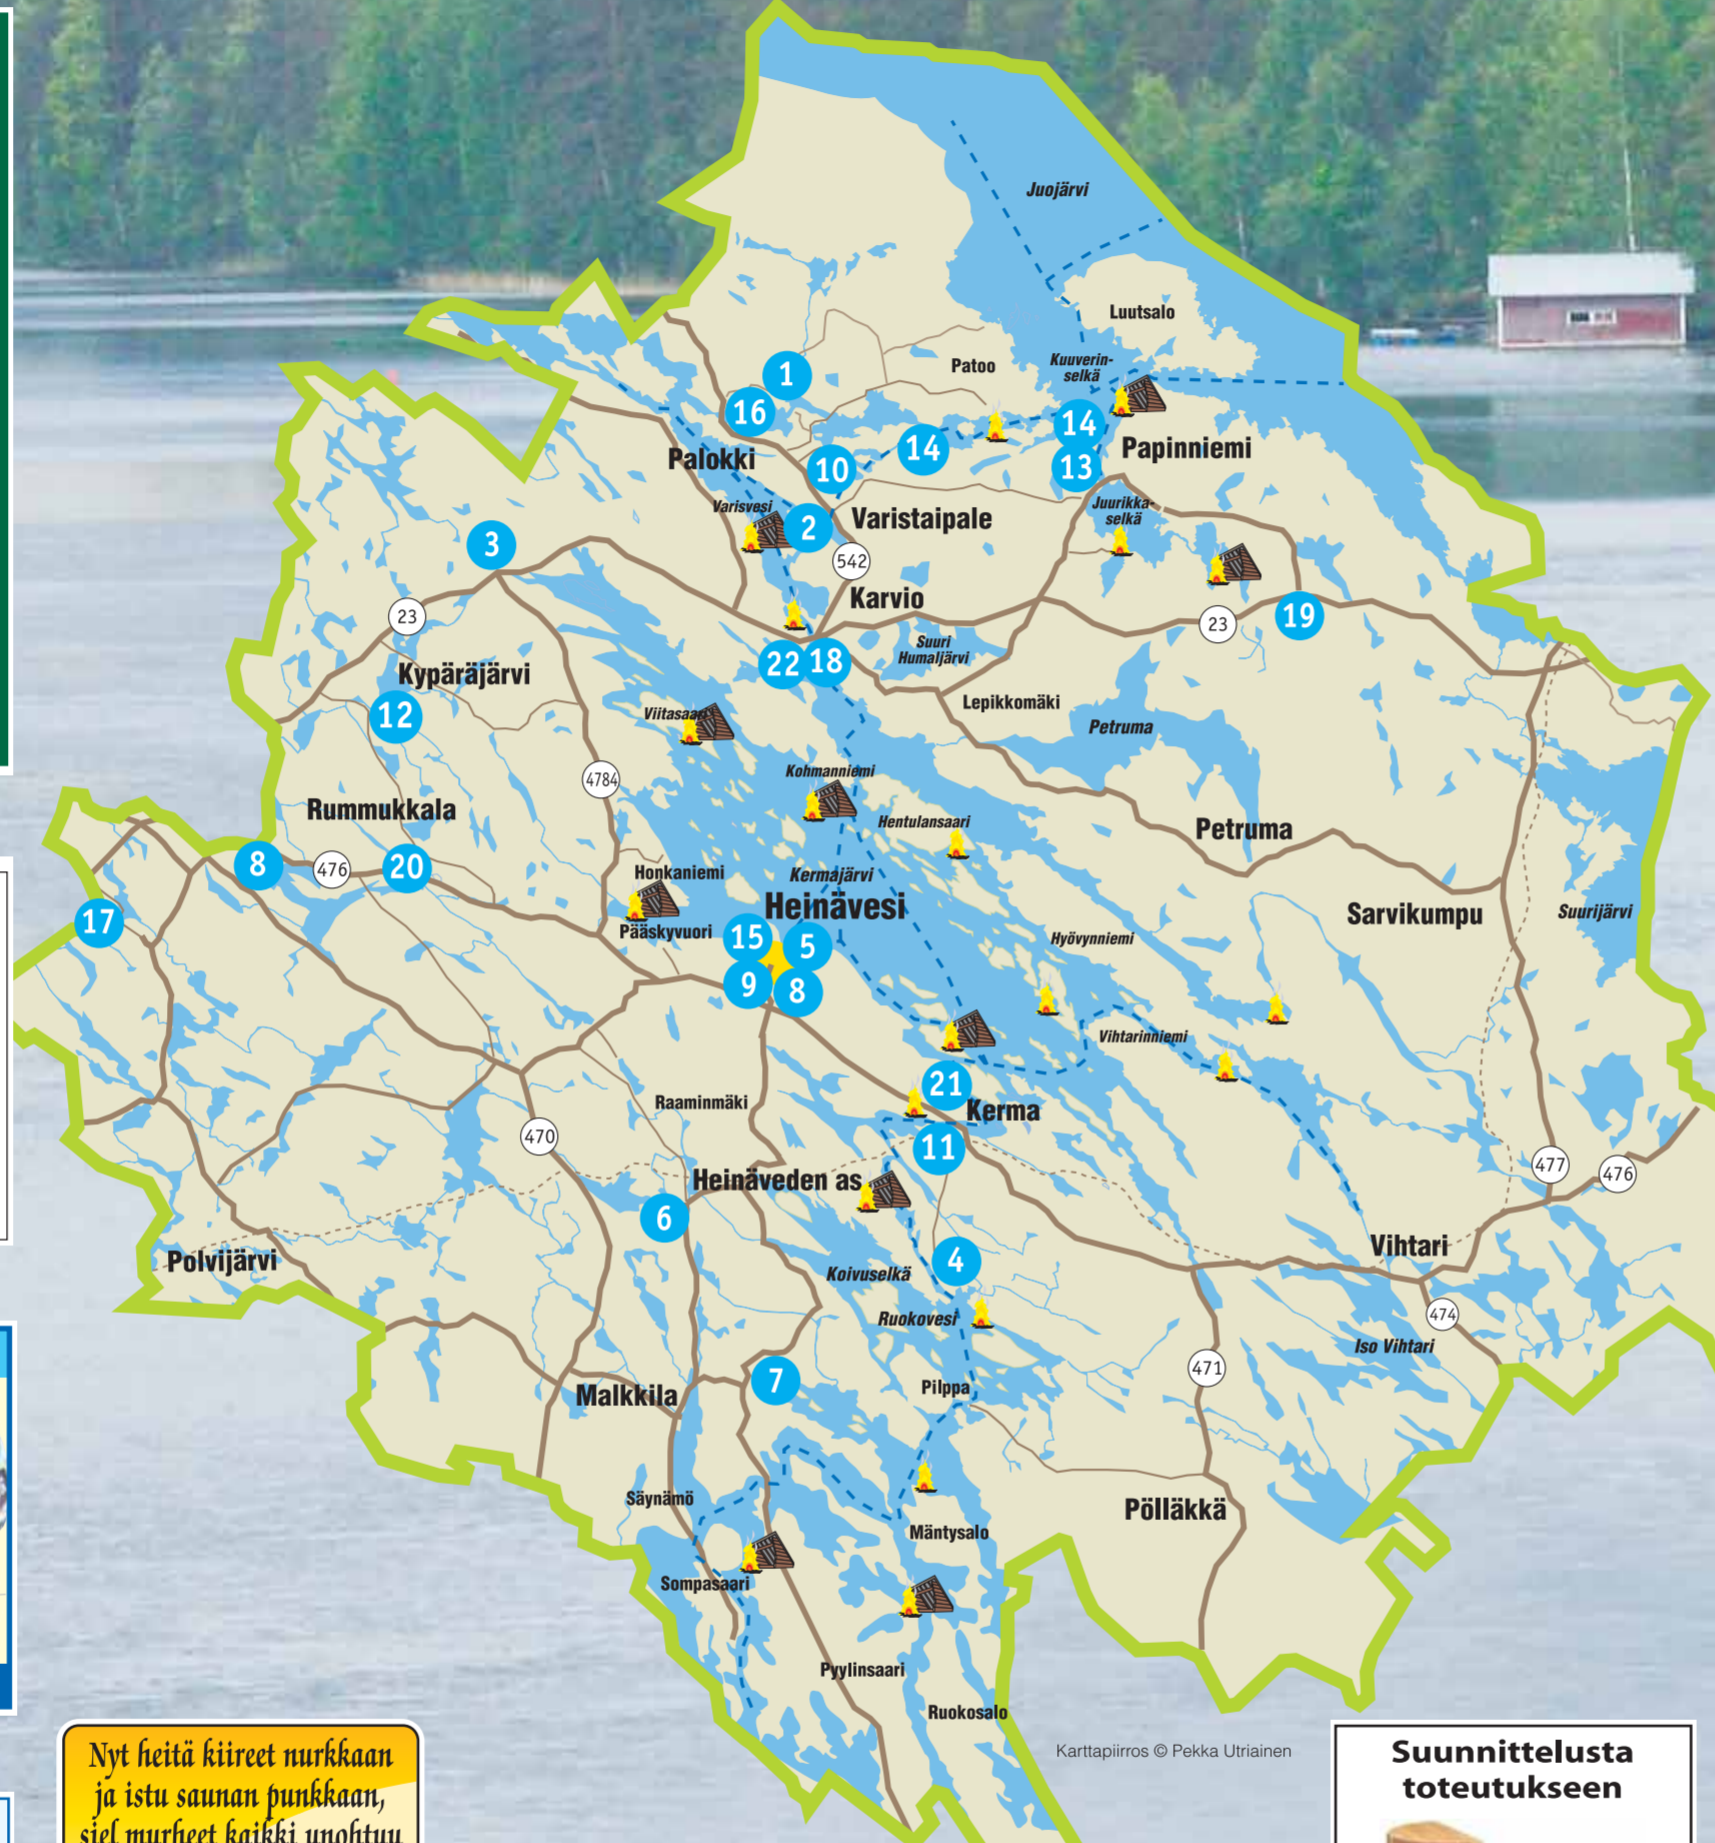 Juojärvi
Luutsalo
Kuuverin-
selkä
Patoo
1
16
14
14
Papinniemi
Palokki
10
13
Varisvesi
Juurikka-
selkä
2
Varistaipale
3
542
Karvio
23
23
19
Suuri
Humaljärvi
22
18
Kypäräjärvi
Lepikkomäki
12
Viitasaari
Petruma
Kohmanniemi
4784
Rummukkala
Hentulansaari
Petruma
8
476
20
Honkaniemi
Kermajärvi
Heinävesi
Sarvikumpu
Suurijärvi
17
Pääskyvuori
15
5
Hyövynniemi
9
8
Vihtarinniemi
21
Raaminmäki
Kerma
470
11
477
476
Heinäveden as
6
Vihtari
Polvijärvi
4
Koivuselkä
Ruokovesi
474
Iso Vihtari
471
7
Pilppa
Malkkila
Säynämö
Pölläkkä
Mäntysalo
Sompasaari
Pyylinsaari
Ruokosalo
Karttapiirros © Pekka Utriainen
Nyt heitä kiireet nurkkaan
ja istu saunan punkkaan,
siel murheet kaikki unohtuu
Suunnittelusta
toteutukseen